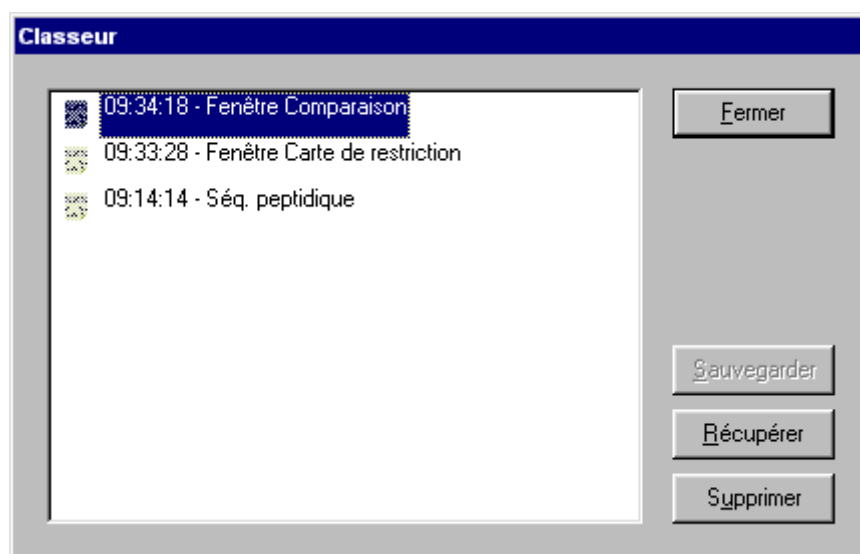 Classeur
09:34:18 - Fenêtre Comparaison
09:33:28 - Fenêtre Carte de restriction
09:14:14 - Séq. peptidique
Fermer
Sauvegarder
Récupérer
Supprimer